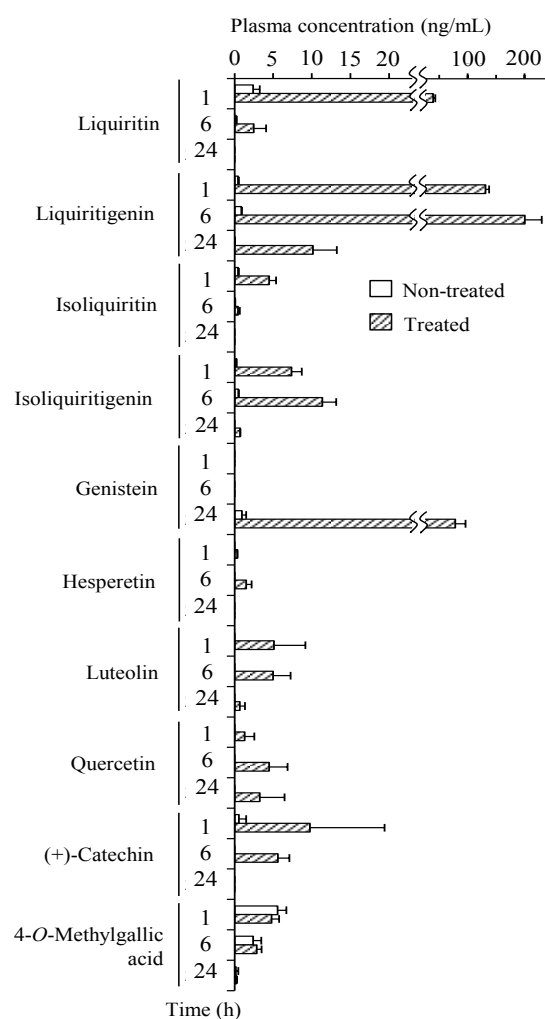 Plasma concentration (ng/mL)
0 5 10 20 100 200
Liquiritin
1
6
24
Liquiritigenin
1
6
24
Non-treated
Treated
Isoliquiritin
1
6
24
Isoliquiritigenin
1
6
24
Genistein
1
6
24
Hesperetin
1
6
24
Luteolin
1
6
24
Quercetin
1
6
24
(+)-Catechin
1
6
24
4-O-Methylgallic
acid
1
6
24
Time (h)